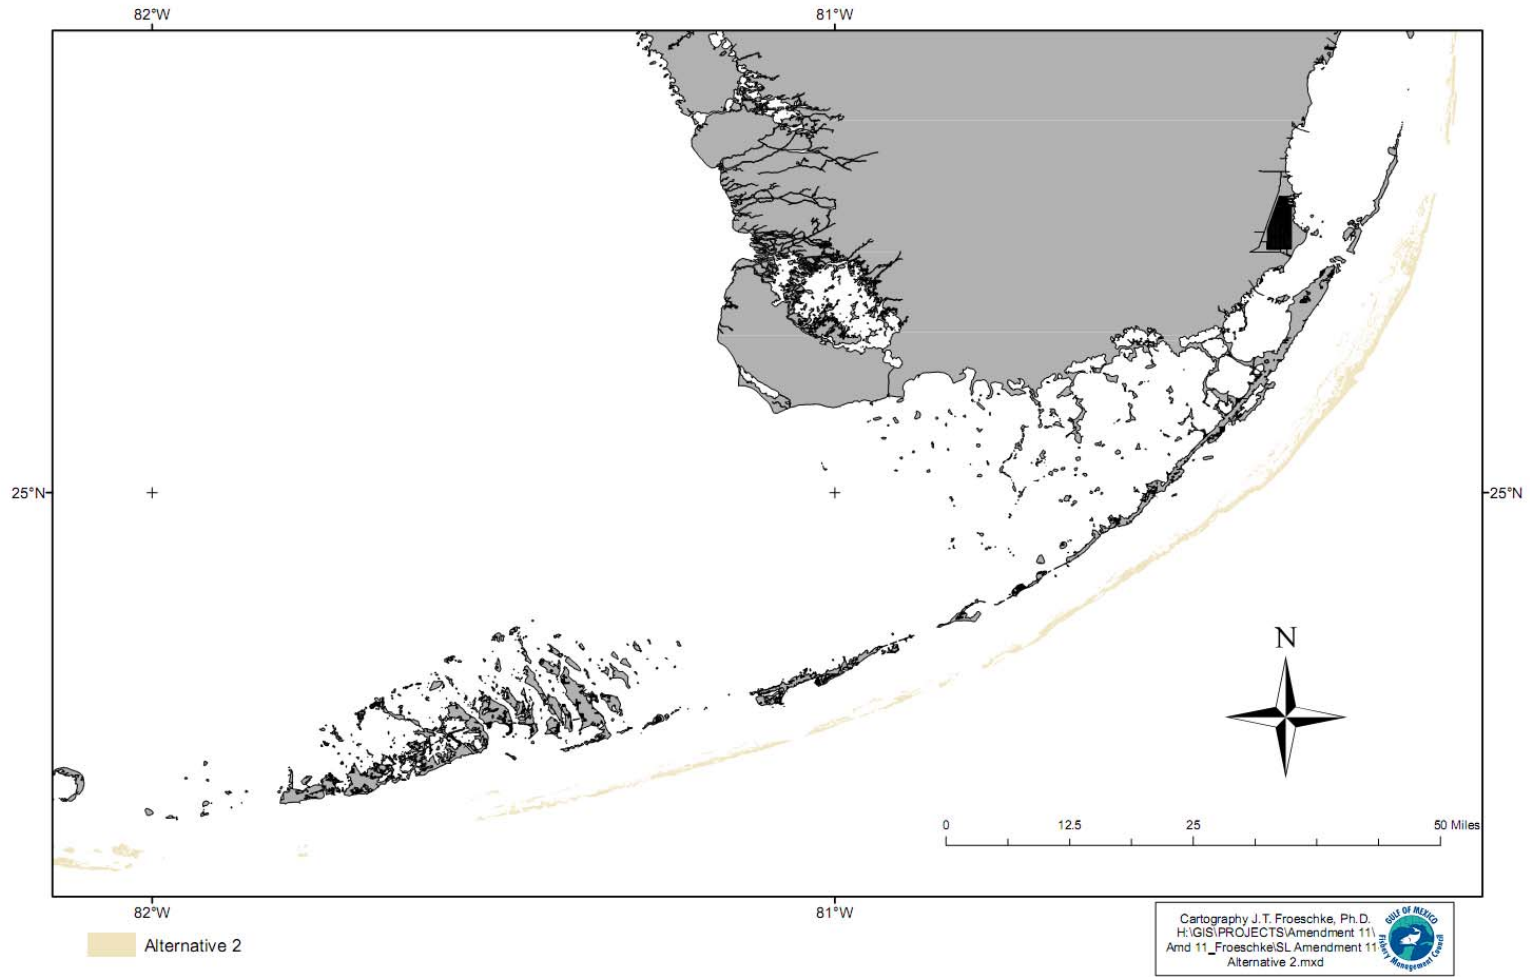 82°W
81°W
25°N
25°N
N
0
12.5
25
50 Miles
82°W
81°W
Alternative 2
Cartography J.T. Froeschke, Ph.D.
H:\GIS\PROJECTS\Amendment 11\
Amd 11_Froeschke\SL Amendment 11
Alternative 2.mxd
GULF OF MEXICO
Fishery Management Council